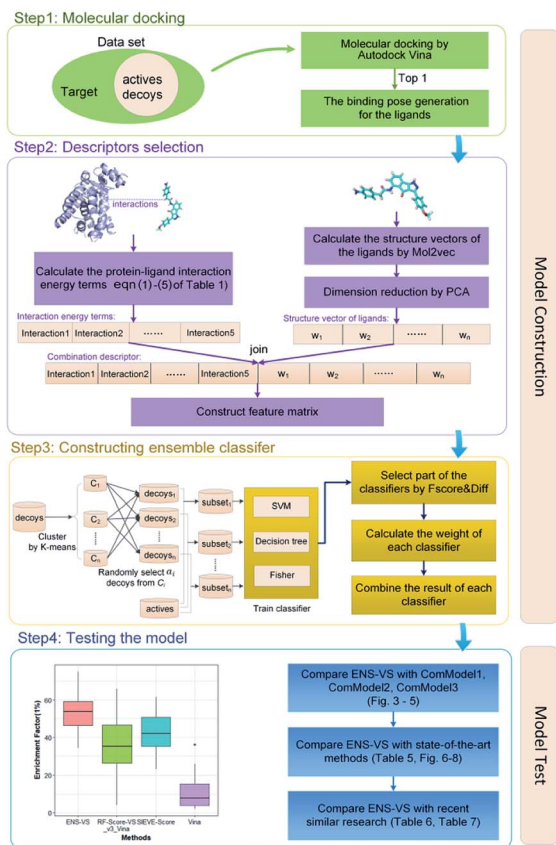 Step1: Molecular docking
Data set
Target
actives
decoys
Molecular docking by
Autodock Vina
Top 1
The binding pose generation
for the ligands
Step2: Descriptors selection
interactions
Calculate the protein-ligand interaction
energy terms eqn (1)-(5)of Table 1)
Calculate the structure vectors
of the ligands by Mol2vec
Dimension reduction by PCA
Interaction energy terms:
Interaction1 Interaction2 ...... Interaction5
Structure vector of ligands:
w1 w2 ...... wn
join
Combination descriptor:
Interaction1 Interaction2 ...... Interaction5 w1 w2 ...... wn
Construct feature matrix
Step3: Constructing ensemble classifer
decoys
Cluster
by K-means
C1
C2
......
Cn
decoys1
decoys2
......
decoysn
Randomly select ai
decoys from Ci
actives
subset1
subset2
......
subsetn
SVM
Decision tree
Fisher
Train classifier
Select part of the
classifiers by Fscore&Diff
Calculate the weight of
each classifier
Combine the result of each
classifier
Model Construction
Step4: Testing the model
Enrichment Factor(1%)
60
40
20
0
ENS-VS RF-Score-VS SIEVE-Score Vina
_v3_Vina
Methods
Compare ENS-VS with ComModel1,
ComModel2, ComModel3
(Fig. 3 - 5)
Compare ENS-VS with state-of-the-art
methods (Table 5, Fig. 6-8)
Compare ENS-VS with recent
similar research (Table 6, Table 7)
Model Test